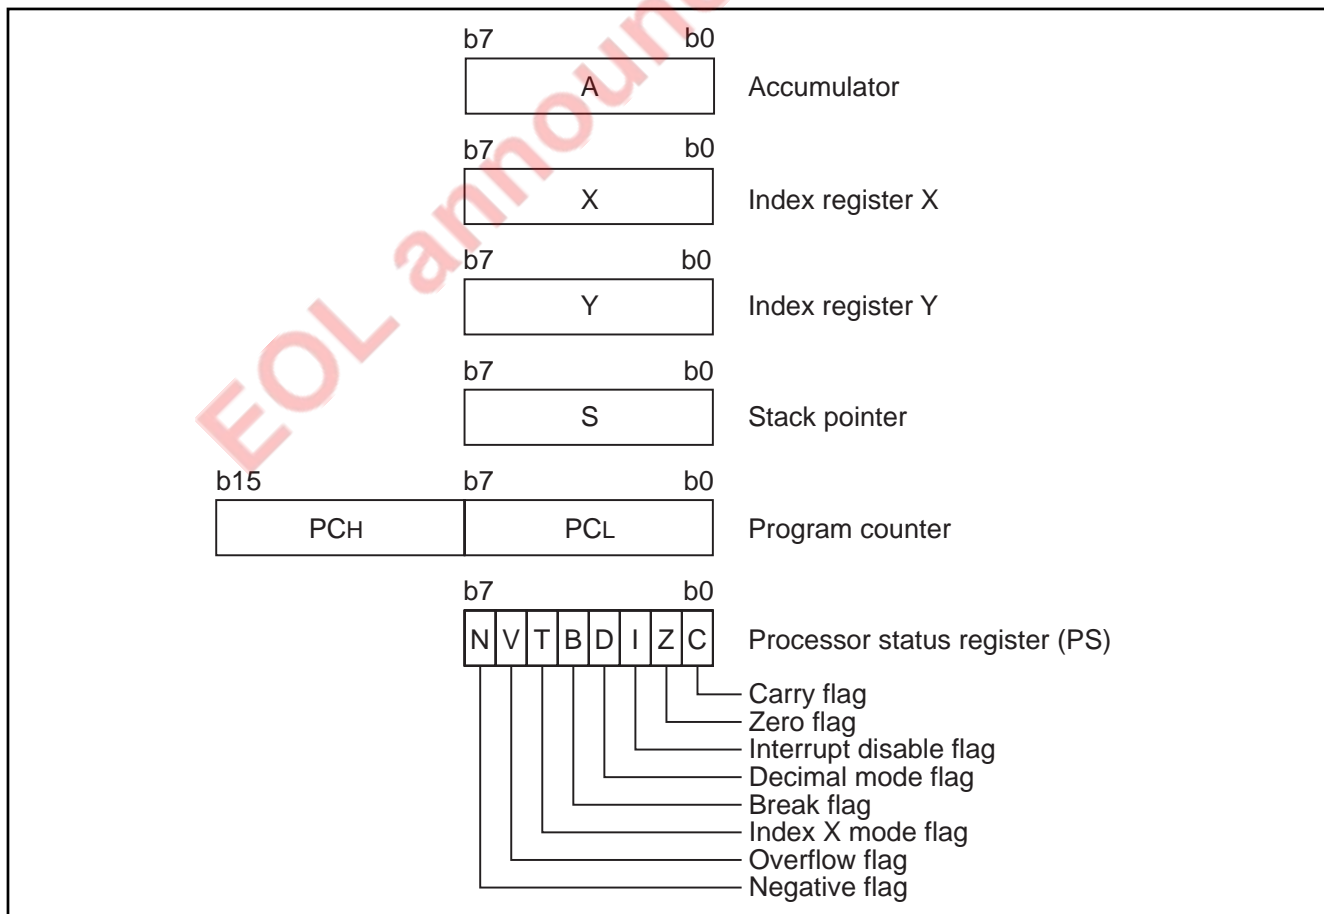 b7 b0
A Accumulator
b7 b0
X Index register X
b7 b0
Y Index register Y
b7 b0
S Stack pointer
b15 b7 b0
PCH PCL Program counter
b7 b0
N V T B D I Z C Processor status register (PS)
Carry flag
Zero flag
Interrupt disable flag
Decimal mode flag
Break flag
Index X mode flag
Overflow flag
Negative flag
EOL announ